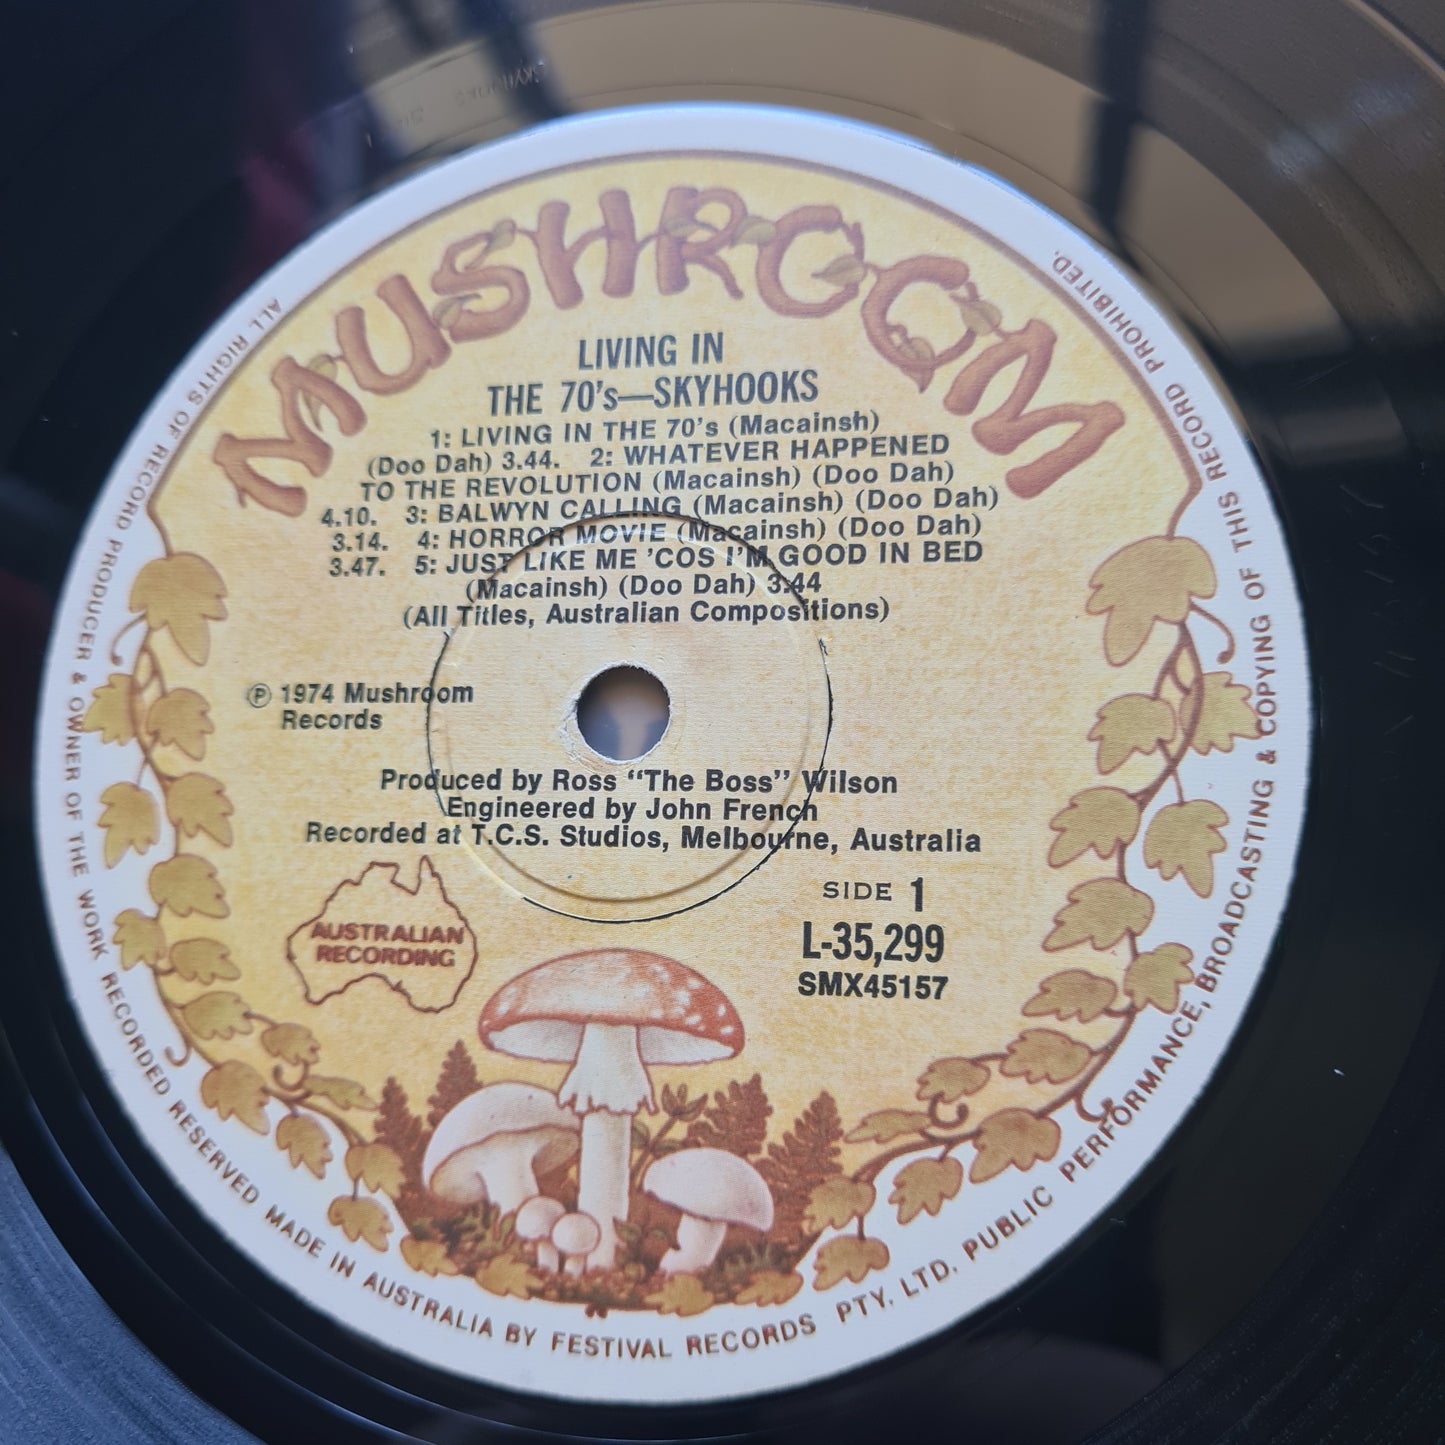 MUSHROOM
LIVING IN
THE 70's—SKYHOOKS
1: LIVING IN THE 70's (Macainsh)
(Doo Dah) 3.44. 2: WHATEVER HAPPENED
TO THE REVOLUTION (Macainsh) (Doo Dah)
4.10. 3: BALWYN CALLING (Macainsh) (Doo Dah)
3.14. 4: HORROR MOVIE (Macainsh) (Doo Dah)
3.47. 5: JUST LIKE ME 'COS I'M GOOD IN BED
(Macainsh) (Doo Dah) 3.44
(All Titles, Australian Compositions)
℗ 1974 Mushroom
Records
Produced by Ross "The Boss" Wilson
Engineered by John French
Recorded at T.C.S. Studios, Melbourne, Australia
SIDE 1
L-35,299
SMX45157
AUSTRALIAN
RECORDING
ALL RIGHTS OF RECORD PRODUCER & OWNER OF THE WORK RECORDED RESERVED MADE IN AUSTRALIA BY FESTIVAL RECORDS PTY. LTD. PUBLIC PERFORMANCE, BROADCASTING & COPYING OF THIS RECORD PROHIBITED.